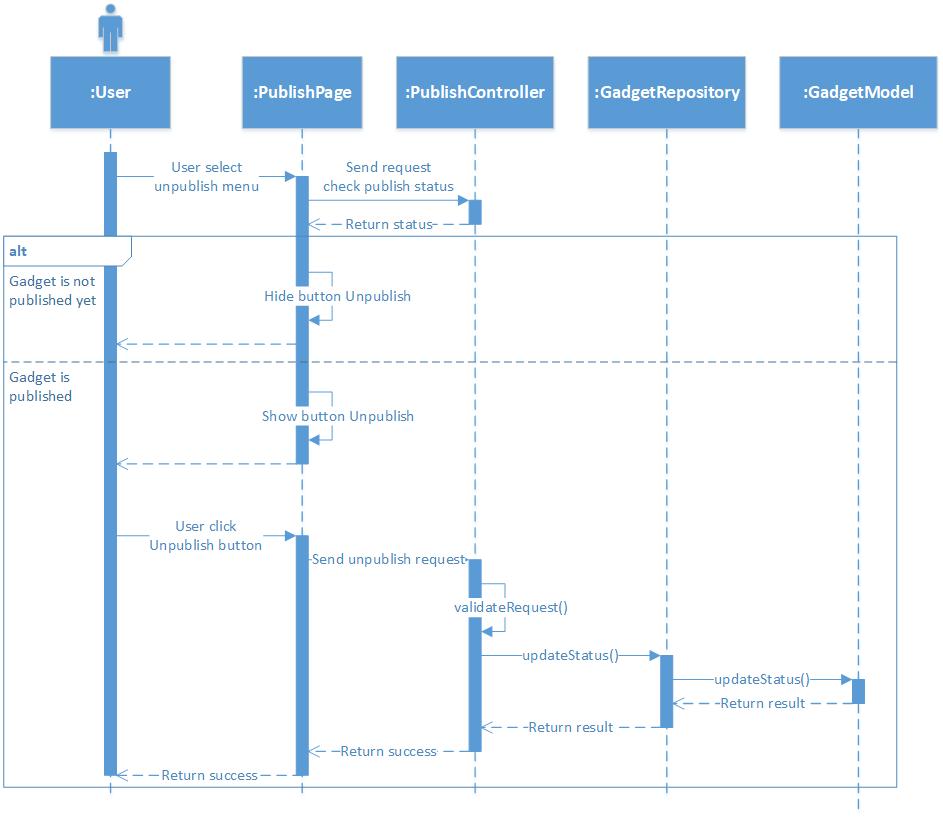 :User
:PublishPage
:PublishController
:GadgetRepository
:GadgetModel
User select
unpublish menu
Send request
check publish status
Return status
alt
Gadget is not
published yet
Hide button Unpublish
Gadget is
published
Show button Unpublish
User click
Unpublish button
Send unpublish request
validateRequest()
updateStatus()
updateStatus()
Return result
Return result
Return success
Return success